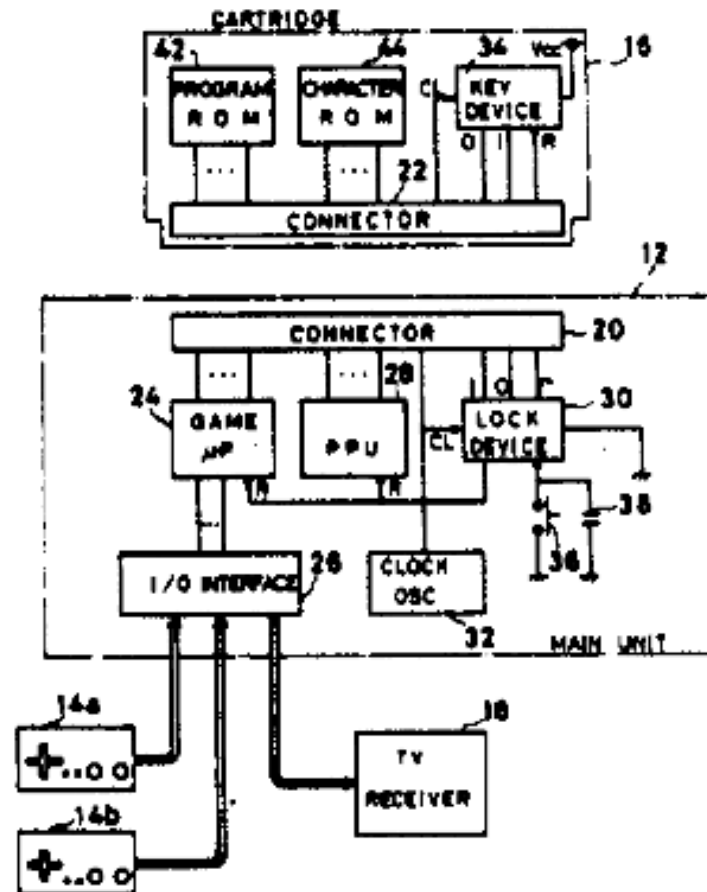 CARTRIDGE
42
44
34
Vcc
16
PROGRAM
ROM
CHARACTER
ROM
C
KEY
DEVICE
O
I
R
...
...
22
CONNECTOR
12
CONNECTOR
20
...
...
28
I
O
r
24
30
GAME
μP
PPU
CL
LOCK
DEVICE
R
R
38
36
I/O INTERFACE
26
CLOCK
OSC
32
MAIN UNIT
14a
18
TV
RECEIVER
14b